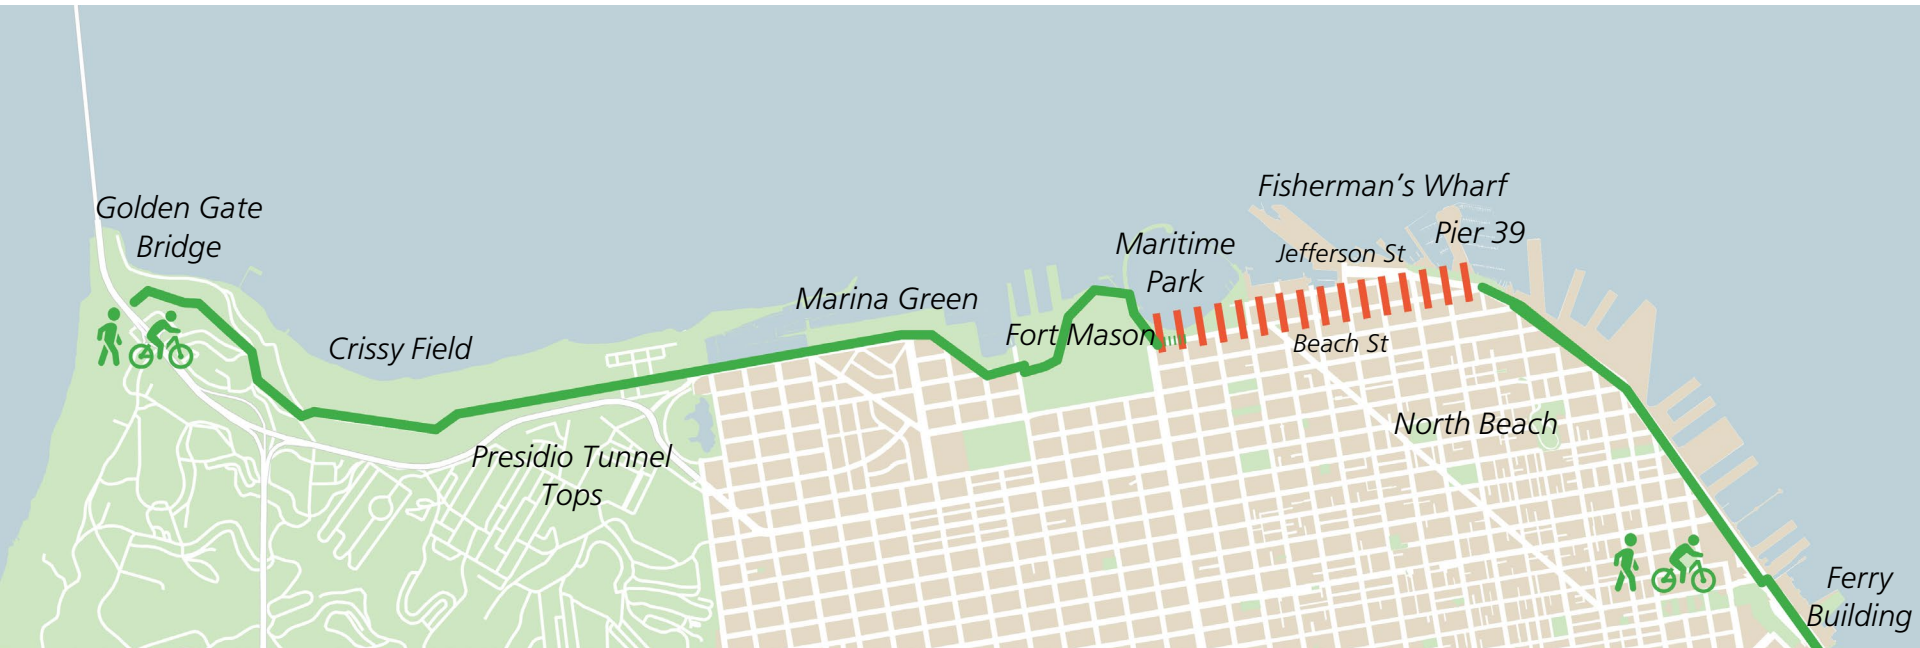 Golden Gate
Bridge
Crissy Field
Presidio Tunnel
Tops
Marina Green
Fort Mason
Maritime
Park
Fisherman's Wharf
Jefferson St
Pier 39
Beach St
North Beach
Ferry
Building